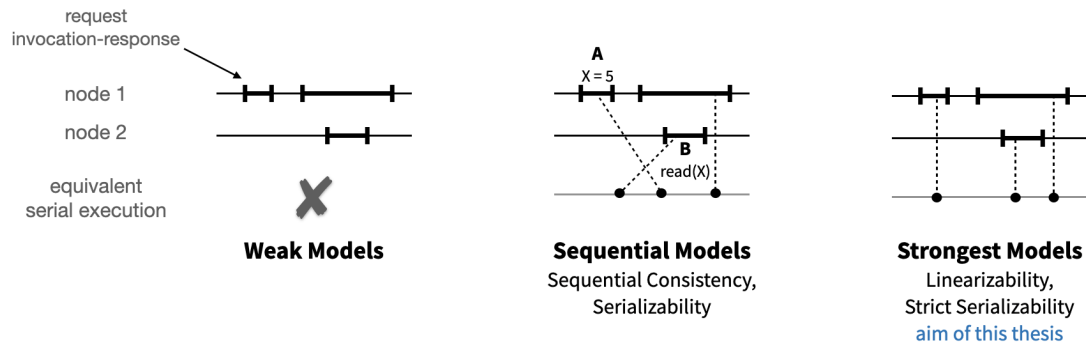 request
invocation-response
node 1
node 2
equivalent
serial execution
Weak Models
A
X = 5
B
read(X)
Sequential Models
Sequential Consistency,
Serializability
Strongest Models
Linearizability,
Strict Serializability
aim of this thesis